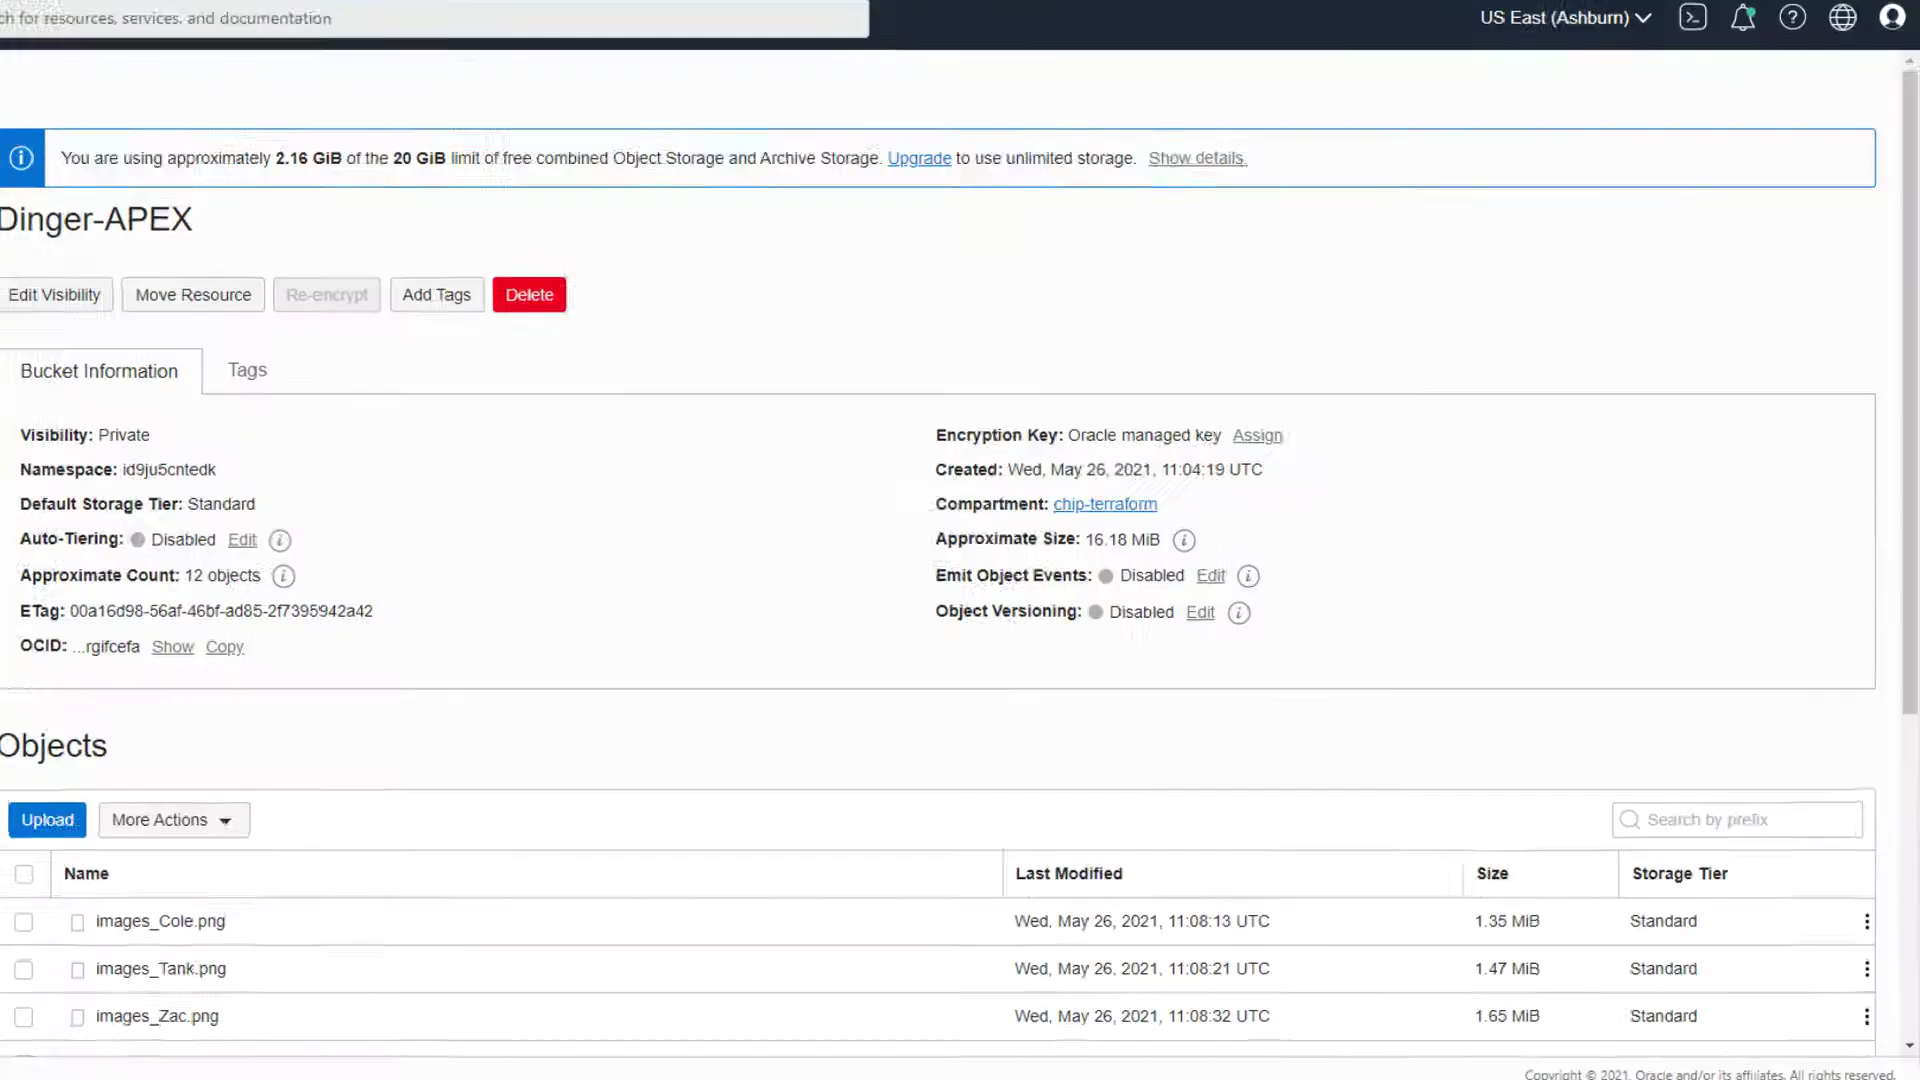 ch for resources, services, and documentation
US East (Ashburn)
You are using approximately 2.16 GiB of the 20 GiB limit of free combined Object Storage and Archive Storage. Upgrade to use unlimited storage. Show details.
Dinger-APEX
Edit Visibility Move Resource Re-encrypt Add Tags Delete
Bucket Information Tags
Visibility: Private
Namespace: id9ju5cntedk
Default Storage Tier: Standard
Auto-Tiering: Disabled Edit
Approximate Count: 12 objects
ETag: 00a16d98-56af-46bf-ad85-2f7395942a42
OCID: ...rgifcefa Show Copy
Encryption Key: Oracle managed key Assign
Created: Wed, May 26, 2021, 11:04:19 UTC
Compartment: chip-terraform
Approximate Size: 16.18 MiB
Emit Object Events: Disabled Edit
Object Versioning: Disabled Edit
Objects
Upload More Actions Search by prefix
Name Last Modified Size Storage Tier
images_Cole.png Wed, May 26, 2021, 11:08:13 UTC 1.35 MiB Standard
images_Tank.png Wed, May 26, 2021, 11:08:21 UTC 1.47 MiB Standard
images_Zac.png Wed, May 26, 2021, 11:08:32 UTC 1.65 MiB Standard
Copyright © 2021, Oracle and/or its affiliates. All rights reserved.